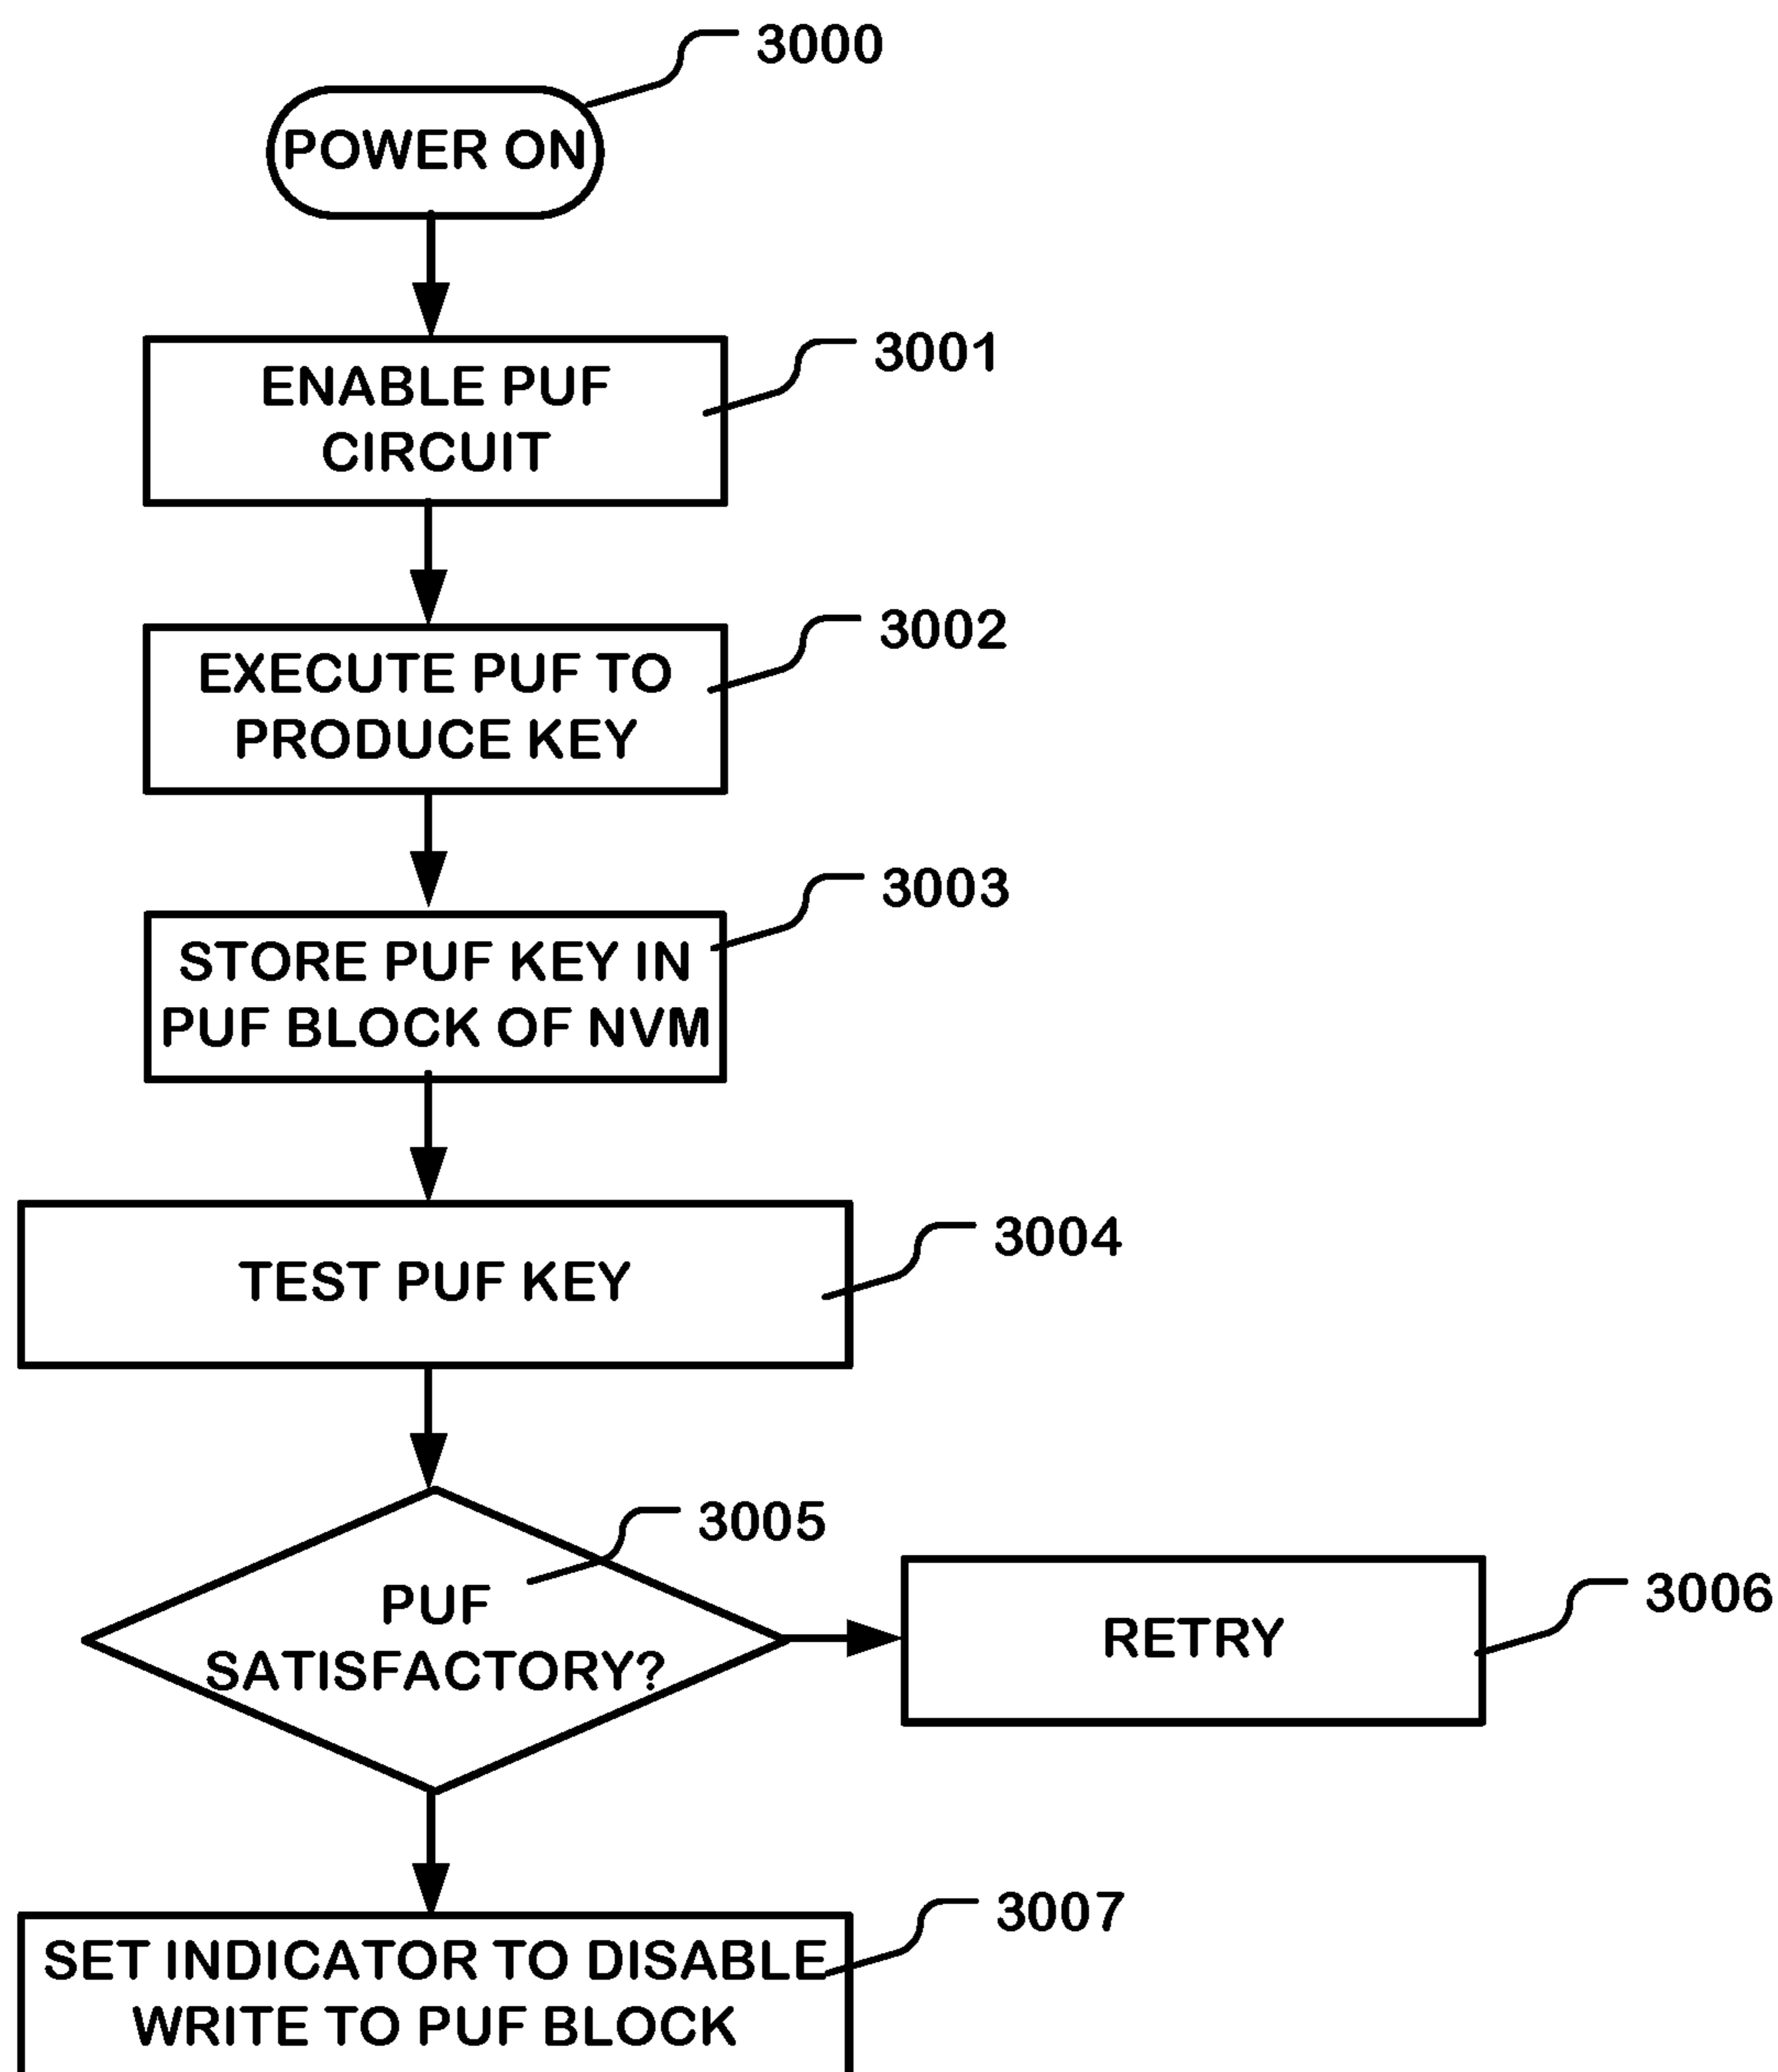 3000
POWER ON
3001
ENABLE PUF
CIRCUIT
3002
EXECUTE PUF TO
PRODUCE KEY
3003
STORE PUF KEY IN
PUF BLOCK OF NVM
3004
TEST PUF KEY
3005
PUF
SATISFACTORY?
3006
RETRY
3007
SET INDICATOR TO DISABLE
WRITE TO PUF BLOCK